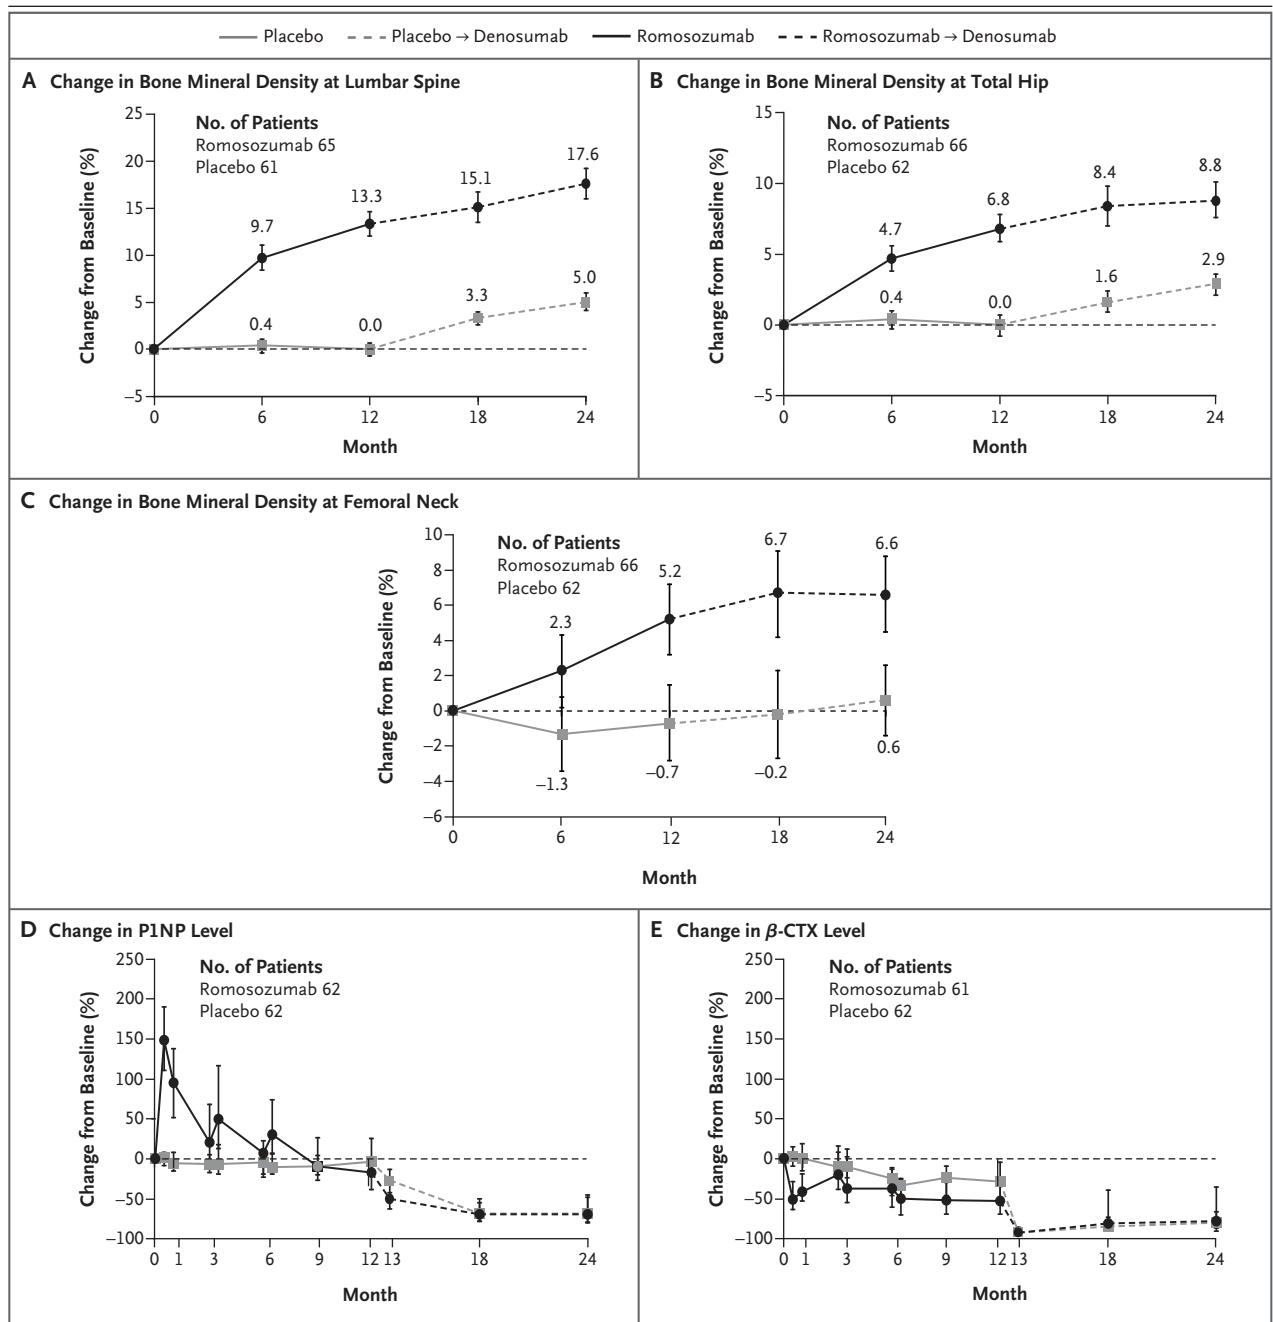 Placebo Placebo → Denosumab Romosozumab Romosozumab → Denosumab
A Change in Bone Mineral Density at Lumbar Spine
No. of Patients
Romosozumab 65
Placebo 61
Change from Baseline (%)
25
20
15
10
5
0
−5
9.7
13.3
15.1
17.6
0.4
0.0
3.3
5.0
0 6 12 18 24
Month
B Change in Bone Mineral Density at Total Hip
No. of Patients
Romosozumab 66
Placebo 62
Change from Baseline (%)
15
10
5
0
−5
4.7
6.8
8.4
8.8
0.4
0.0
1.6
2.9
0 6 12 18 24
Month
C Change in Bone Mineral Density at Femoral Neck
No. of Patients
Romosozumab 66
Placebo 62
Change from Baseline (%)
10
8
6
4
2
0
−2
−4
−6
2.3
5.2
6.7
6.6
−1.3
−0.7
−0.2
0.6
0 6 12 18 24
Month
D Change in P1NP Level
No. of Patients
Romosozumab 62
Placebo 62
Change from Baseline (%)
250
200
150
100
50
0
−50
−100
0 1 3 6 9 12 13 18 24
Month
E Change in β-CTX Level
No. of Patients
Romosozumab 61
Placebo 62
Change from Baseline (%)
250
200
150
100
50
0
−50
−100
0 1 3 6 9 12 13 18 24
Month